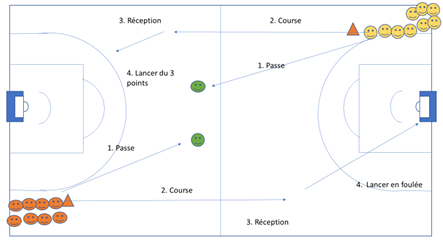 3. Réception
2. Course
1. Passe
4. Lancer du 3
points
1. Passe
2. Course
4. Lancer en foulée
3. Réception